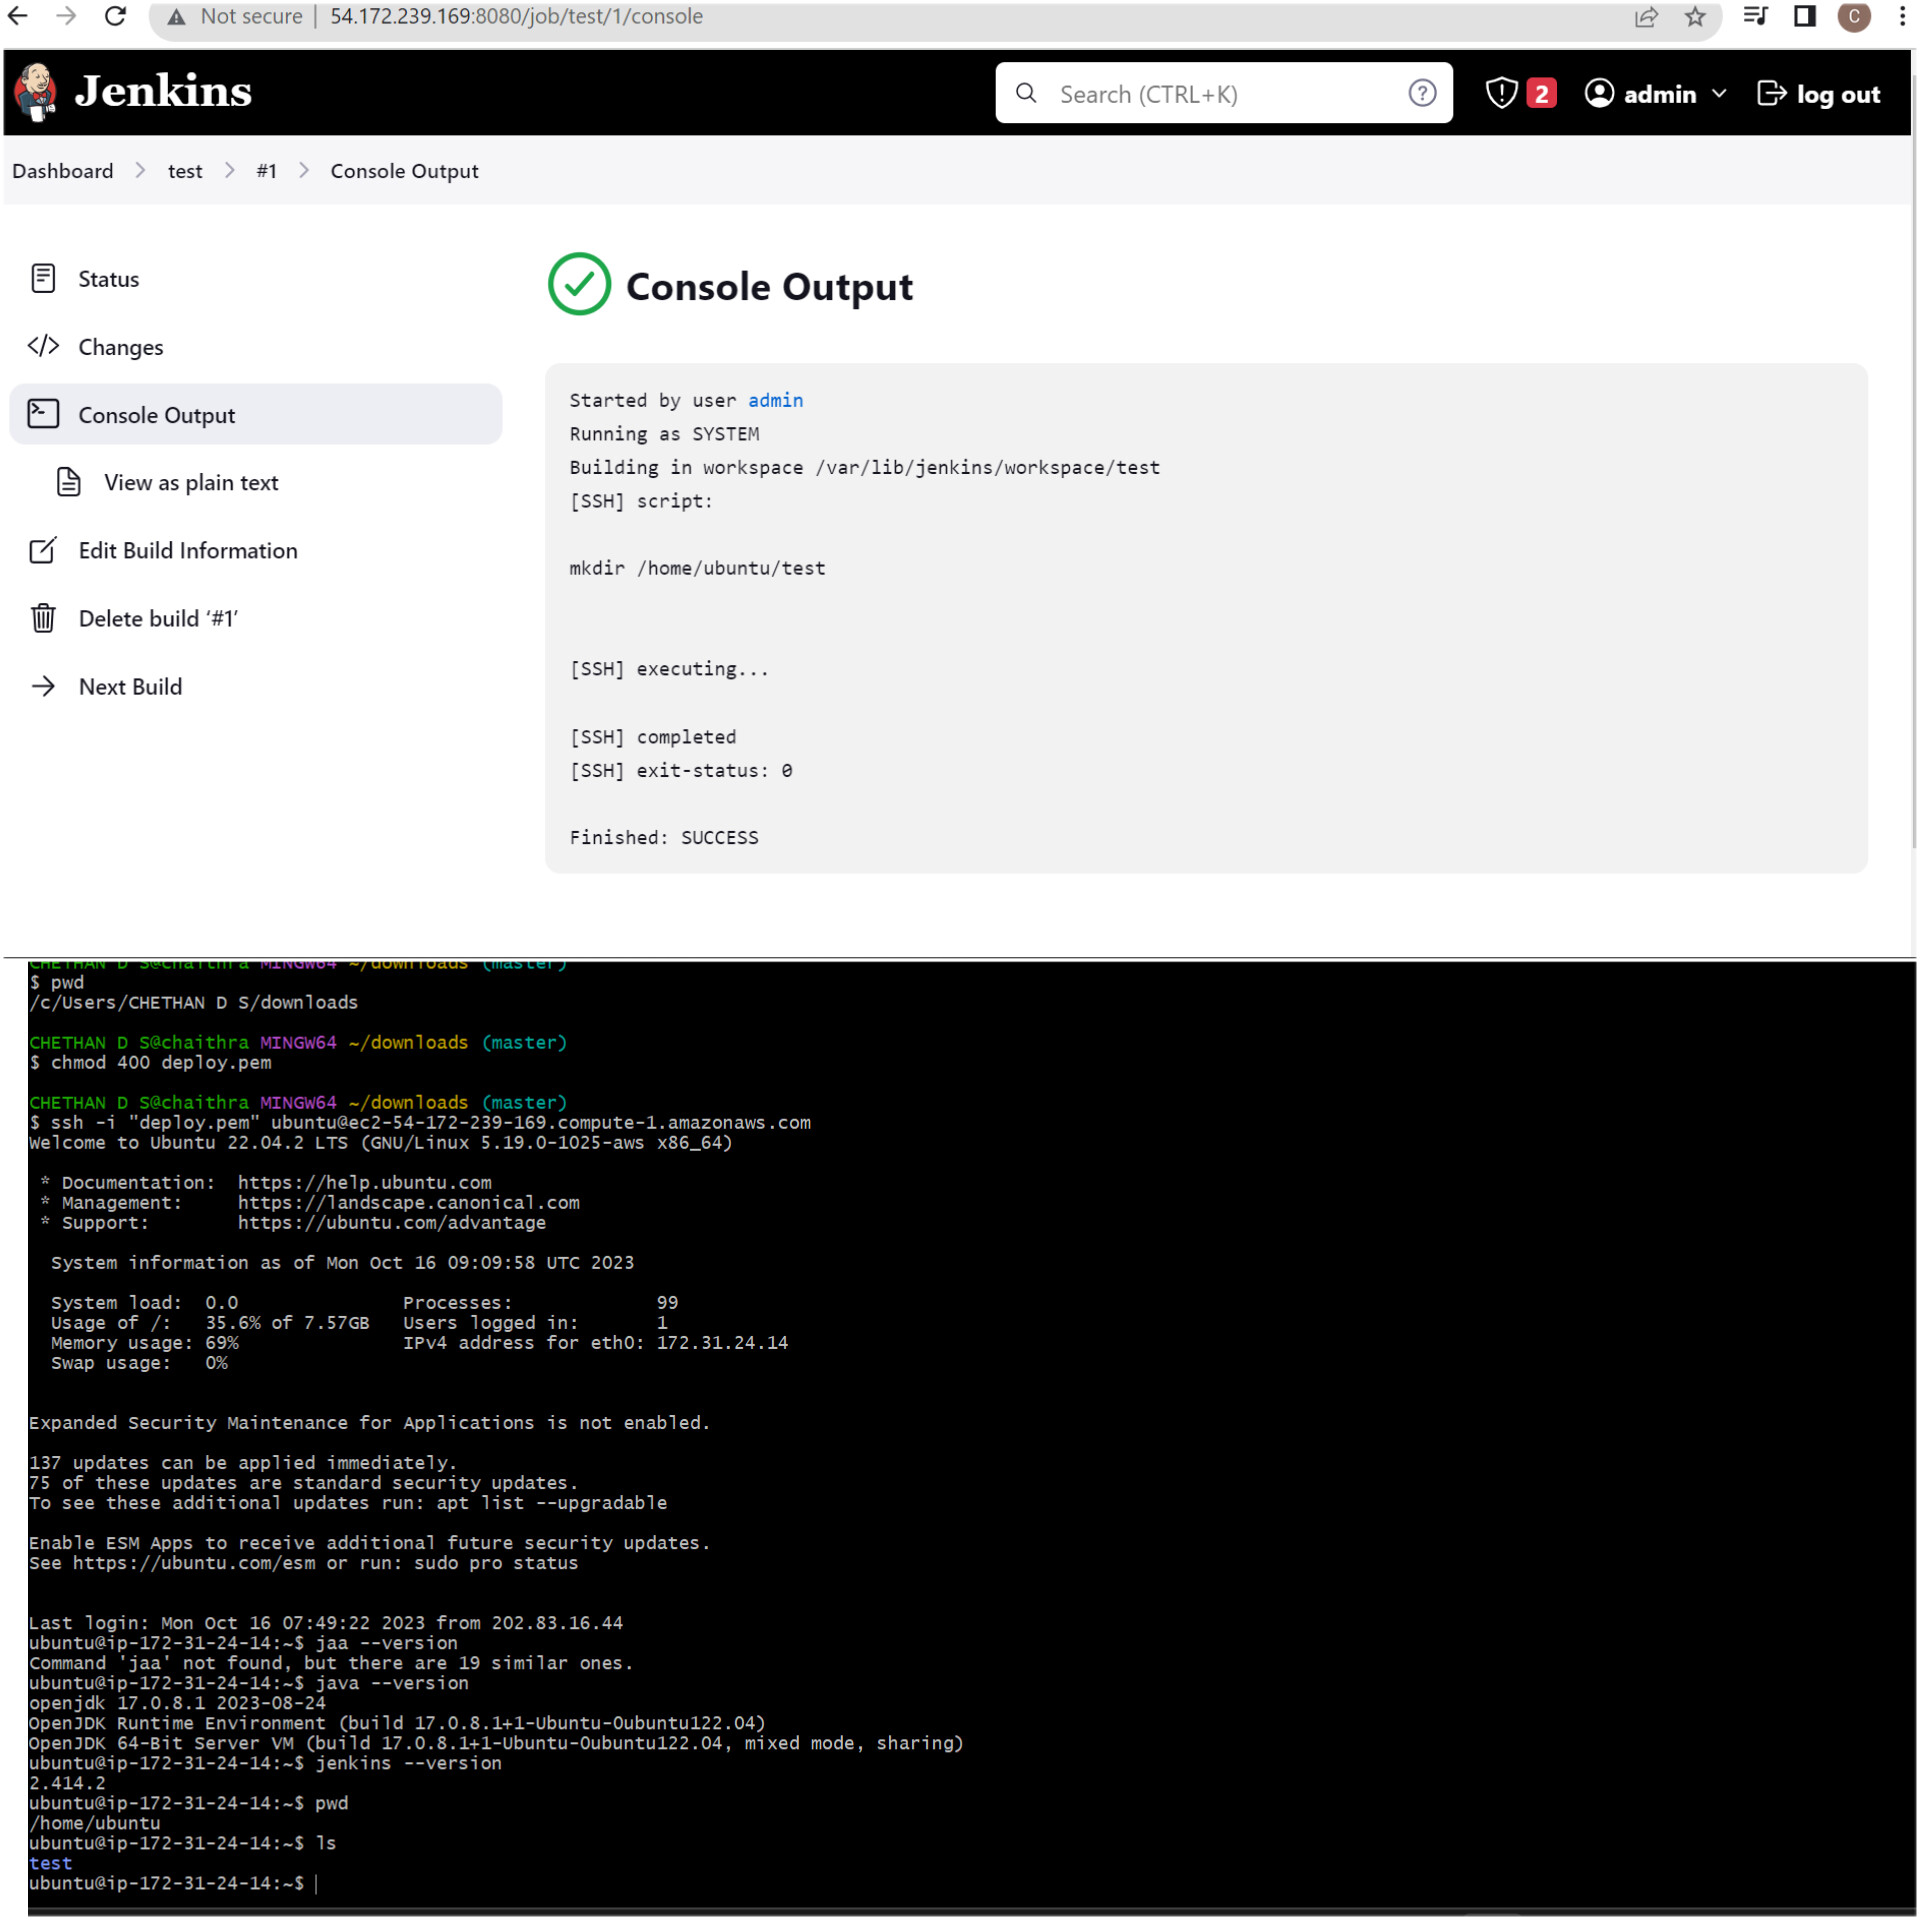 Not secure | 54.172.239.169:8080/job/test/1/console
C
Jenkins
Search (CTRL+K)
2
admin
log out
Dashboard > test > #1 > Console Output
Status
Changes
Console Output
View as plain text
Edit Build Information
Delete build ‘#1’
Next Build
Console Output
Started by user admin
Running as SYSTEM
Building in workspace /var/lib/jenkins/workspace/test
[SSH] script:
mkdir /home/ubuntu/test
[SSH] executing...
[SSH] completed
[SSH] exit-status: 0
Finished: SUCCESS
CHETHAN D S@chaithra MINGW64 ~/downloads (master)
$ pwd
/c/Users/CHETHAN D S/downloads
CHETHAN D S@chaithra MINGW64 ~/downloads (master)
$ chmod 400 deploy.pem
CHETHAN D S@chaithra MINGW64 ~/downloads (master)
$ ssh -i "deploy.pem" ubuntu@ec2-54-172-239-169.compute-1.amazonaws.com
Welcome to Ubuntu 22.04.2 LTS (GNU/Linux 5.19.0-1025-aws x86_64)
* Documentation: https://help.ubuntu.com
* Management: https://landscape.canonical.com
* Support: https://ubuntu.com/advantage
System information as of Mon Oct 16 09:09:58 UTC 2023
System load: 0.0 Processes: 99
Usage of /: 35.6% of 7.57GB Users logged in: 1
Memory usage: 69% IPv4 address for eth0: 172.31.24.14
Swap usage: 0%
Expanded Security Maintenance for Applications is not enabled.
137 updates can be applied immediately.
75 of these updates are standard security updates.
To see these additional updates run: apt list --upgradable
Enable ESM Apps to receive additional future security updates.
See https://ubuntu.com/esm or run: sudo pro status
Last login: Mon Oct 16 07:49:22 2023 from 202.83.16.44
ubuntu@ip-172-31-24-14:~$ jaa --version
Command 'jaa' not found, but there are 19 similar ones.
ubuntu@ip-172-31-24-14:~$ java --version
openjdk 17.0.8.1 2023-08-24
OpenJDK Runtime Environment (build 17.0.8.1+1-Ubuntu-0ubuntu122.04)
OpenJDK 64-Bit Server VM (build 17.0.8.1+1-Ubuntu-0ubuntu122.04, mixed mode, sharing)
ubuntu@ip-172-31-24-14:~$ jenkins --version
2.414.2
ubuntu@ip-172-31-24-14:~$ pwd
/home/ubuntu
ubuntu@ip-172-31-24-14:~$ ls
test
ubuntu@ip-172-31-24-14:~$